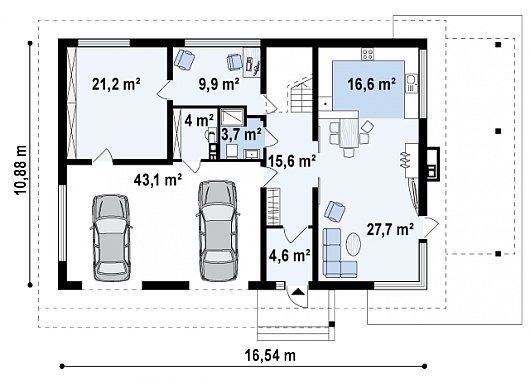 21,2 m²
9,9 m²
16,6 m²
4 m²
3,7 m²
15,6 m²
43,1 m²
27,7 m²
4,6 m²
10,88 m
16,54 m